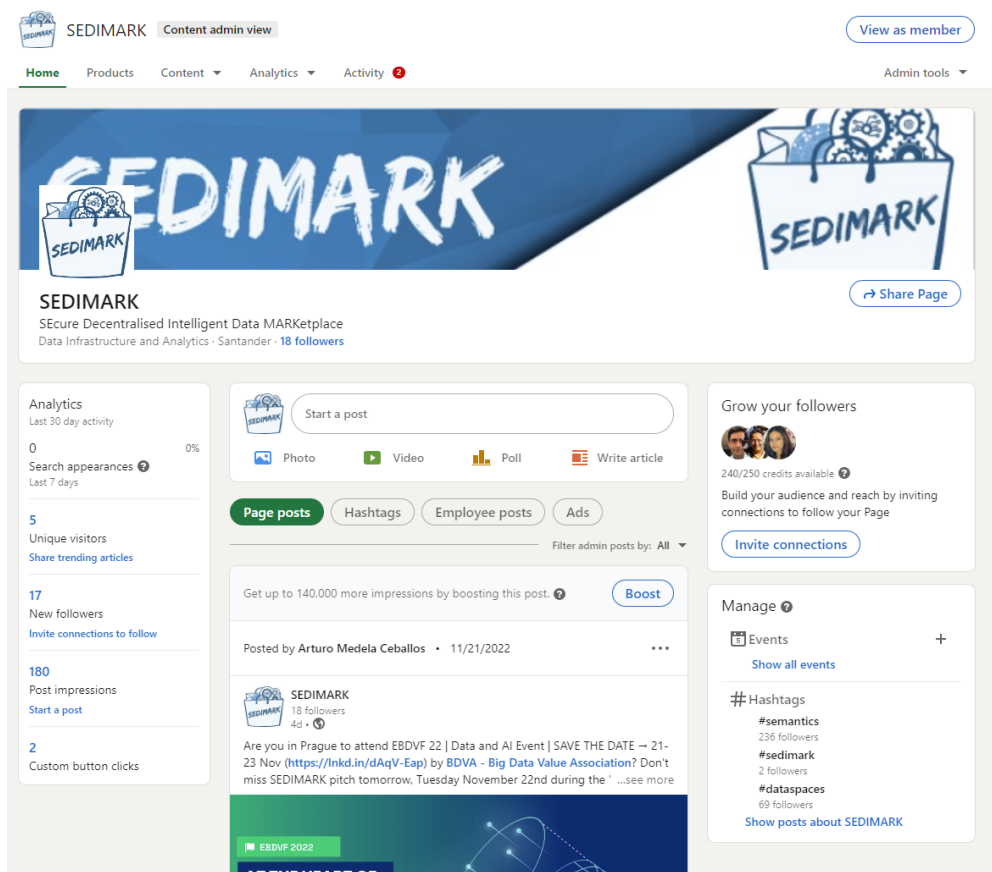 SEDIMARK Content admin view
View as member
Home Products Content Analytics Activity 2
Admin tools
SEDIMARK
SEDIMARK
SEDIMARK
SEDIMARK
Share Page
SEcure Decentralised Intelligent Data MARKetplace
Data Infrastructure and Analytics · Santander · 18 followers
Analytics
Last 30 day activity
0 0%
Search appearances ?
Last 7 days
5
Unique visitors
Share trending articles
17
New followers
Invite connections to follow
180
Post impressions
Start a post
2
Custom button clicks
SEDIMARK
Start a post
Photo Video Poll Write article
Page posts Hashtags Employee posts Ads
Filter admin posts by: All
Get up to 140,000 more impressions by boosting this post. ?
Boost
Posted by Arturo Medela Ceballos • 11/21/2022
SEDIMARK
SEDIMARK
18 followers
4d •
Are you in Prague to attend EBDVF 22 | Data and AI Event | SAVE THE DATE → 21-
23 Nov (https://lnkd.in/dAqV-Eap) by BDVA - Big Data Value Association? Don't
miss SEDIMARK pitch tomorrow, Tuesday November 22nd during the ' ...see more
EBDVF 2022
AT THE HEART OF
Grow your followers
240/250 credits available ?
Build your audience and reach by inviting
connections to follow your Page
Invite connections
Manage ?
5 Events +
Show all events
# Hashtags
#semantics
236 followers
#sedimark
2 followers
#dataspaces
69 followers
Show posts about SEDIMARK